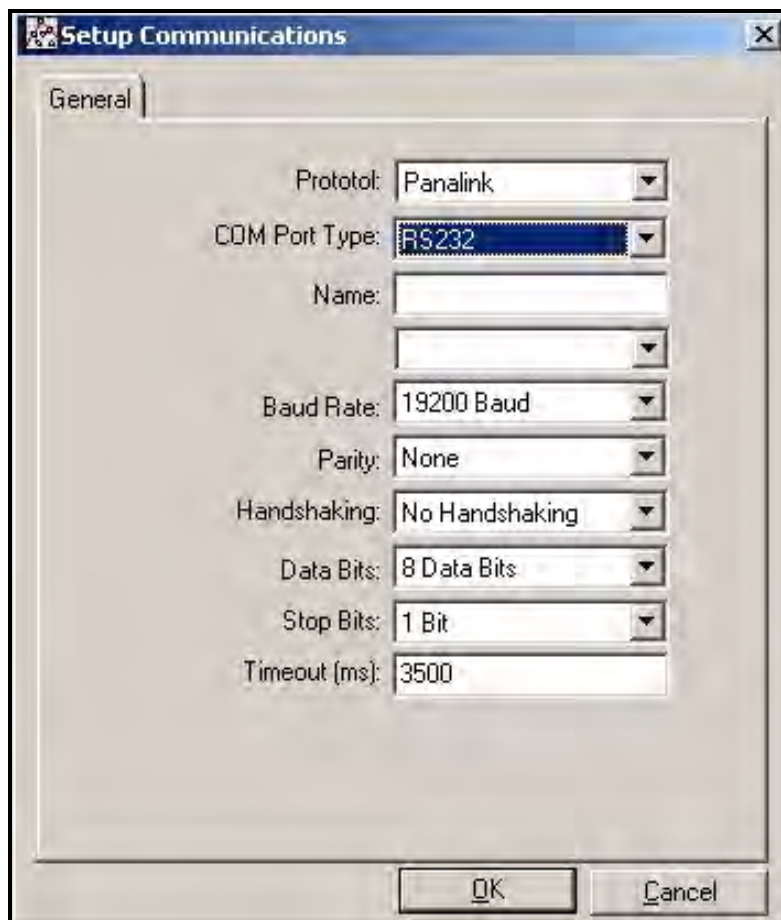 Setup Communications
General
Prototol: Panalink
COM Port Type: RS232
Name:
Baud Rate: 19200 Baud
Parity: None
Handshaking: No Handshaking
Data Bits: 8 Data Bits
Stop Bits: 1 Bit
Timeout (ms): 3500
OK Cancel